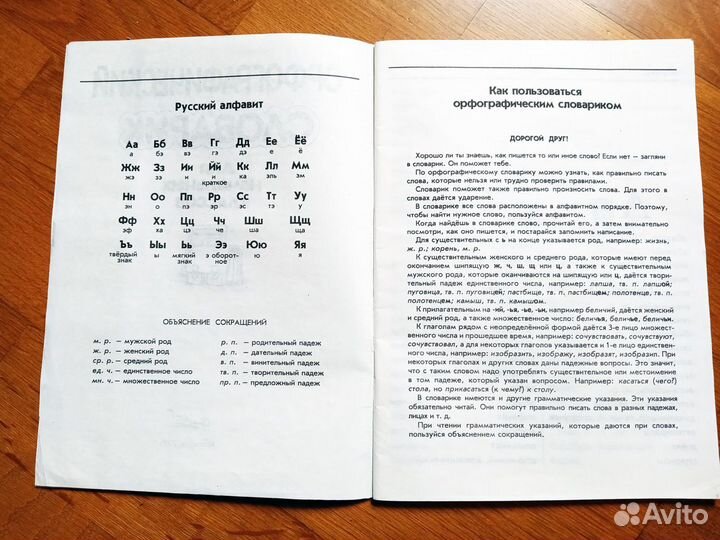 Русский алфавит
Аа Бб Вв Гг Дд Ее Ёё
а бэ вэ гэ дэ е ё
Жж Зз Ии Йй Кк Лл Мм
жэ зэ и и краткое ка эль эм
Нн Оо Пп Рр Сс Тт Уу
эн о пэ эр эс тэ у
Фф Хх Цц Чч Шш Щщ
эф ха цэ че ша ща
Ъъ Ыы Ьь Ээ Юю Яя
твёрдый знак ы мягкий знак э оборотное ю я
ОБЪЯСНЕНИЕ СОКРАЩЕНИЙ
м. р. — мужской род
ж. р. — женский род
ср. р. — средний род
ед. ч. — единственное число
мн. ч. — множественное число
р. п. — родительный падеж
д. п. — дательный падеж
в. п. — винительный падеж
тв. п. — творительный падеж
пр. п. — предложный падеж
Как пользоваться
орфографическим словариком
ДОРОГОЙ ДРУГ!
Хорошо ли ты знаешь, как пишется то или иное слово? Если нет — загляни
в словарик. Он поможет тебе.
По орфографическому словарику можно узнать, как правильно писать
слова, которые нельзя или трудно проверить правилами.
Словарик поможет также правильно произносить слова. Для этого в
словах даётся ударение.
В словарике все слова расположены в алфавитном порядке. Поэтому,
чтобы найти нужное слово, пользуйся алфавитом.
Когда найдёшь в словарике слово, прочитай его, а затем внимательно
посмотри, как оно пишется, и постарайся запомнить написание.
Для существительных с ь на конце указывается род, например: жизнь,
ж. р.; корень, м. р.
К существительным женского и среднего рода, которые имеют перед
окончанием шипящую ж, ч, ш, щ или ц, а также к существительным
мужского рода, которые оканчиваются на шипящую или ц, даётся творительный
падеж единственного числа, например: лапша, тв. п. лапшой;
пуговица, тв. п. пуговицей; пастбище, тв. п. пастбищем; полотенце, тв. п.
полотенцем; камыш, тв. п. камышом.
К прилагательным на -ий, -ья, -ье, -ьи, например беличий, даётся женский
и средний род, а также множественное число: беличья, беличье, беличьи.
К глаголам рядом с неопределённой формой даётся 3-е лицо множественного
числа и прошедшее время, например: сочувствовать, сочувствуют,
сочувствовал, а для некоторых глаголов указывается и 1-е лицо единственного
числа, например: изобразить, изображу, изобразят, изобразил. При
некоторых глаголах и других словах даны падежные вопросы. Это значит,
что с таким словом надо употреблять существительное или местоимение
в том падеже, который указан вопросом. Например: касаться (чего?)
стола, но прикасаться (к чему?) к столу.
В словарике имеются и другие грамматические указания. Эти указания
обязательно читай. Они помогут правильно писать слова в разных падежах,
лицах и т. д.
При чтении грамматических указаний, которые даются при словах,
пользуйся объяснением сокращений.
Avito